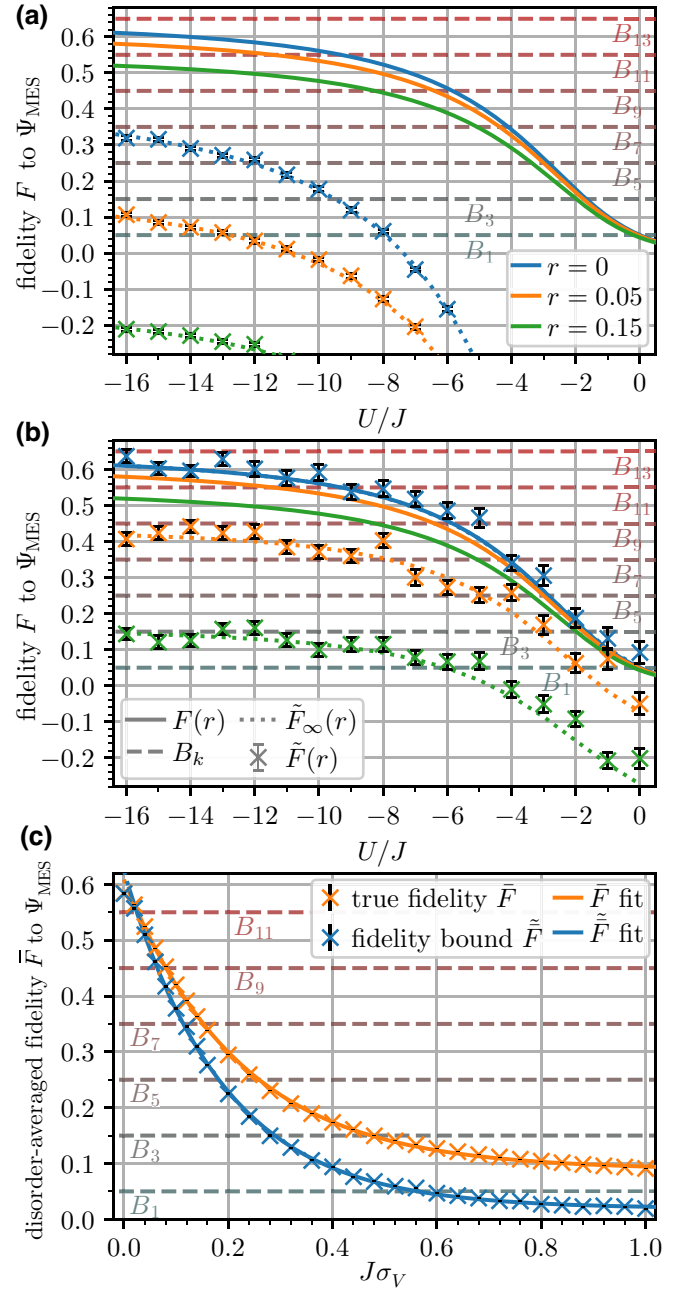 (a)
fidelity F to Ψ_MES
0.6
0.5
0.4
0.3
0.2
0.1
0.0
−0.1
−0.2
B₁₃
B₁₁
B₉
B₇
B₅
B₃
B₁
r = 0
r = 0.05
r = 0.15
−16 −14 −12 −10 −8 −6 −4 −2 0
U/J
(b)
fidelity F to Ψ_MES
0.6
0.5
0.4
0.3
0.2
0.1
0.0
−0.1
−0.2
B₁₃
B₁₁
B₉
B₇
B₅
B₃
B₁
F(r) F̃_∞(r)
B_k F̃(r)
−16 −14 −12 −10 −8 −6 −4 −2 0
U/J
(c)
disorder-averaged fidelity F̄ to Ψ_MES
0.6
0.5
0.4
0.3
0.2
0.1
0.0
true fidelity F̄ F̄ fit
fidelity bound F̃̄ F̃̄ fit
B₁₁
B₉
B₇
B₅
B₃
B₁
0.0 0.2 0.4 0.6 0.8 1.0
Jσ_V